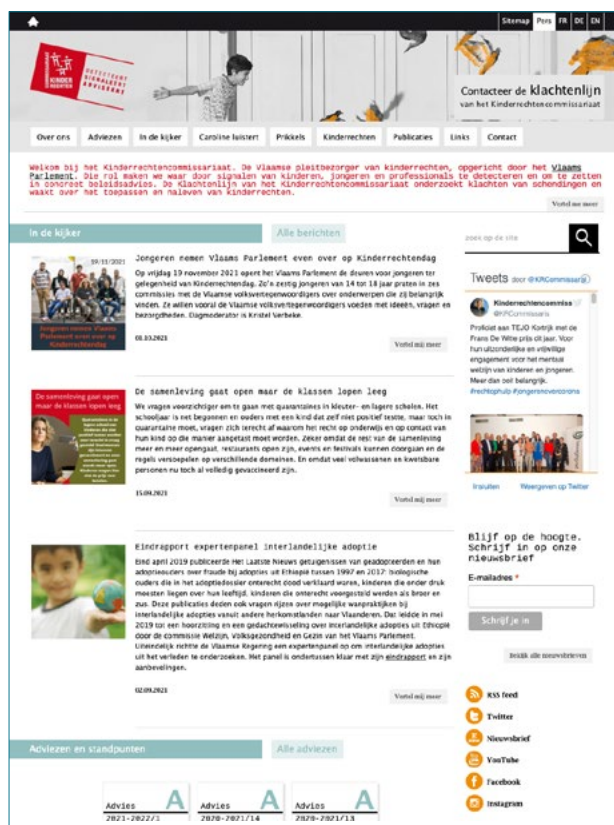 Sitemap Pers FR DE EN
KINDER
RECHTEN
DETECTEERT
SIGNALEERT
ADVISEERT
Contacteer de klachtenlijn
van het Kinderrechtencommissariaat
Over ons Adviezen In de kijker Caroline luistert Prikkels Kinderrechten Publicaties Links Contact
Welkom bij het Kinderrechtencommissariaat. De Vlaamse pleitbezorger van kinderrechten, opgericht door het Vlaams
Parlement. Die rol maken we waar door signalen van kinderen, jongeren en professionals te detecteren en om te zetten
in concreet beleidsadvies. De Klachtenlijn van het Kinderrechtencommissariaat onderzoekt klachten van schendingen en
waakt over het toepassen en naleven van kinderrechten.
Vertel me meer
In de kijker Alle berichten
19/11/2021
Jongeren nemen Vlaams
Parlement even over op
Kinderrechtendag
Jongeren nemen Vlaams Parlement even over op Kinderrechtendag
Op vrijdag 19 november 2021 opent het Vlaams Parlement de deuren voor jongeren ter
gelegenheid van Kinderrechtendag. Zo'n zestig jongeren van 14 tot 18 jaar praten in zes
commissies met de Vlaamse volksvertegenwoordigers over onderwerpen die zij belangrijk
vinden. Ze willen vooral de Vlaamse volksvertegenwoordigers voeden met ideeën, vragen en
bezorgdheden. Dagmoderator is Kristel Verbeke.
08.10.2021
Vertel mij meer
De samenleving gaat open
maar de klassen lopen leeg
De samenleving gaat open maar de klassen lopen leeg
We vragen voorzichtiger om te gaan met quarantaines in kleuter- en lagere scholen. Het
schooljaar is net begonnen en ouders met een kind dat zelf niet positief testte, maar toch in
quarantaine moet, vragen zich terecht af waarom het recht op onderwijs en op contact van
hun kind op die manier aangetast moet worden. Zeker omdat de rest van de samenleving
meer en meer opengaat, restaurants open zijn, events en festivals kunnen doorgaan en de
regels versoepelen op verschillende domeinen. En omdat veel volwassenen en kwetsbare
personen nu toch al volledig gevaccineerd zijn.
15.09.2021
Vertel mij meer
Eindrapport expertenpanel interlandelijke adoptie
Eind april 2019 publiceerde Het Laatste Nieuws getuigenissen van geadopteerden en hun
adoptieouders over fraude bij adopties uit Ethiopië tussen 1997 en 2017: biologische
ouders die in het adoptiedossier onterecht dood verklaard waren, kinderen die onder druk
moesten liegen over hun leeftijd, kinderen die onterecht voorgesteld werden als broer en
zus. Deze publicaties deden ook vragen rijzen over mogelijke wanpraktijken bij
interlandelijke adopties vanuit andere herkomstlanden naar Vlaanderen. Dat leidde in mei
2019 tot een hoorzitting en een gedachtewisseling over interlandelijke adopties uit Ethiopië
door de commissie Welzijn, Volksgezondheid en Gezin van het Vlaams Parlement.
Uiteindelijk richtte de Vlaamse Regering een expertenpanel op om interlandelijke adopties
uit het verleden te onderzoeken. Het panel is ondertussen klaar met zijn eindrapport en zijn
aanbevelingen.
02.09.2021
Vertel mij meer
Adviezen en standpunten Alle adviezen
Advies A
2021-2022/1
Advies A
2020-2021/14
Advies A
2020-2021/13
zoek op de site
Tweets door @KRCommissaris
Kinderrechtencommiss
@KRCommissaris
Proficiat aan TEJO Kortrijk met de
Frans De Witte prijs dit jaar. Voor
hun uitzonderlijke en vrijwillige
engagement voor het mentaal
welzijn van kinderen en jongeren.
Meer dan ooit belangrijk.
#rechtophulp #jongerenovercorona
Insluiten Weergeven op Twitter
Blijf op de hoogte.
Schrijf in op onze
nieuwsbrief
E-mailadres *
Schrijf je in
Bekijk alle nieuwsbrieven
RSS feed
Twitter
Nieuwsbrief
YouTube
Facebook
Instagram